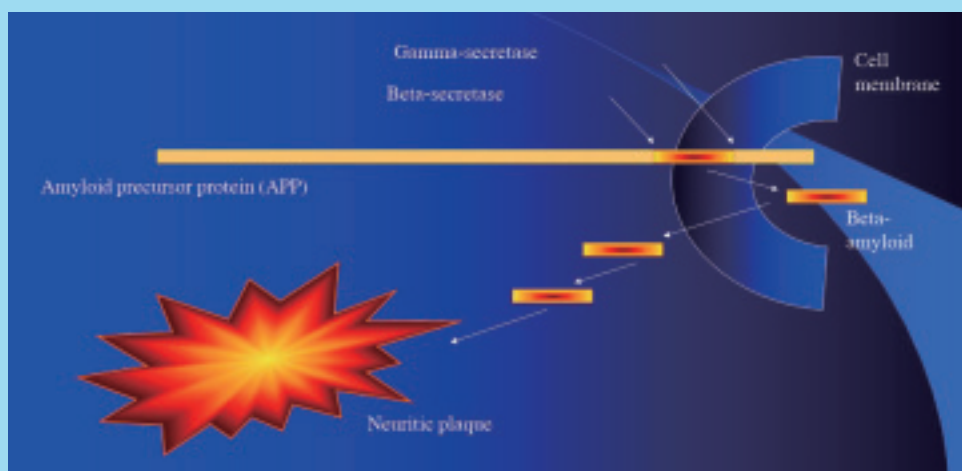 Gamma-secretase
Cell
membrane
Beta-secretase
Amyloid precursor protein (APP)
Beta-
amyloid
Neuritic plaque